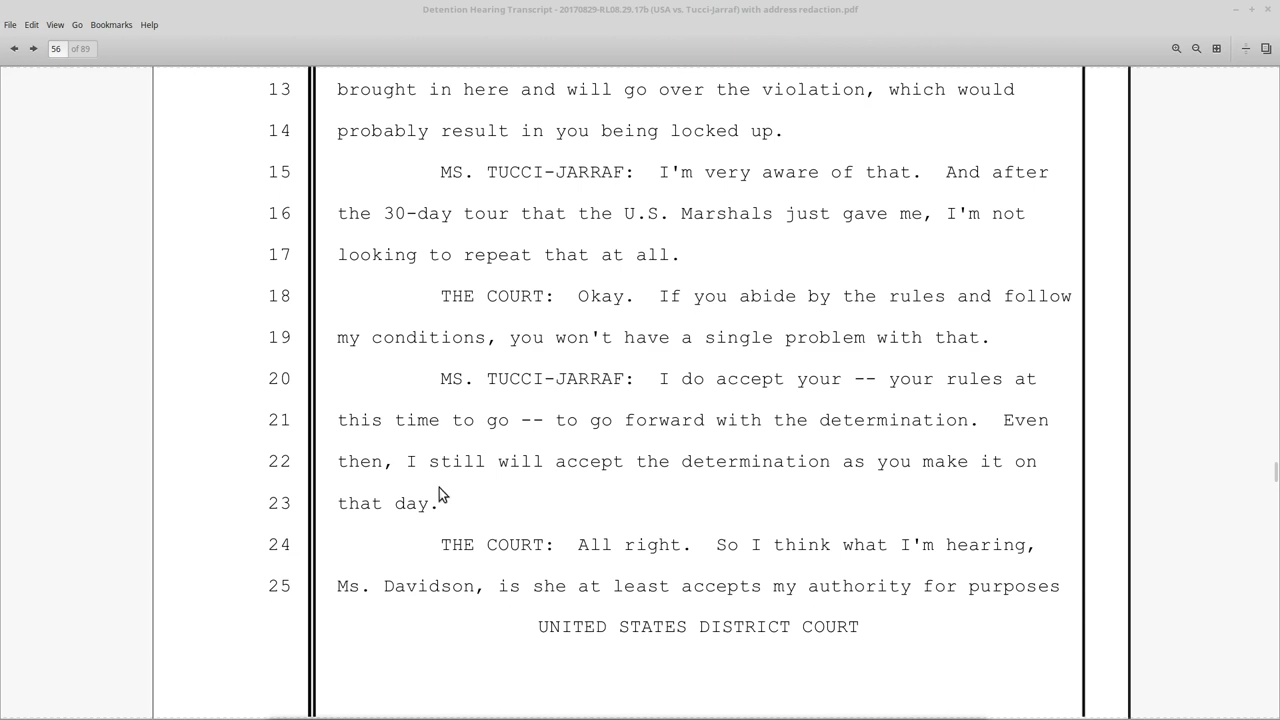 Detention Hearing Transcript - 20170829-RL08.29.17b (USA vs. Tucci-Jarraf) with address redaction.pdf
File Edit View Go Bookmarks Help
56 of 89
13 brought in here and will go over the violation, which would
14 probably result in you being locked up.
15 MS. TUCCI-JARRAF: I'm very aware of that. And after
16 the 30-day tour that the U.S. Marshals just gave me, I'm not
17 looking to repeat that at all.
18 THE COURT: Okay. If you abide by the rules and follow
19 my conditions, you won't have a single problem with that.
20 MS. TUCCI-JARRAF: I do accept your -- your rules at
21 this time to go -- to go forward with the determination. Even
22 then, I still will accept the determination as you make it on
23 that day.
24 THE COURT: All right. So I think what I'm hearing,
25 Ms. Davidson, is she at least accepts my authority for purposes
UNITED STATES DISTRICT COURT